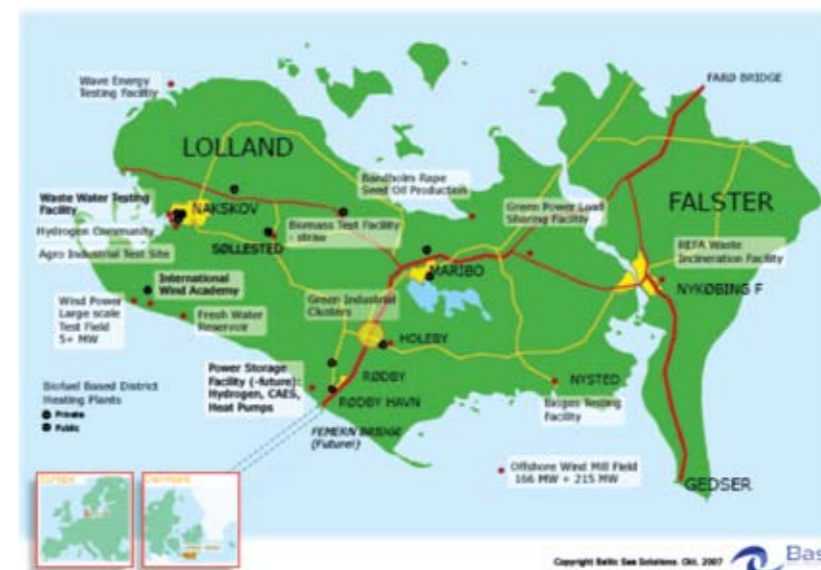 Wave Energy
Testing Facility
FARØ BRIDGE
LOLLAND
Bandholm Rape
Seed Oil Production
FALSTER
Waste Water Testing
Facility
NAKSKOV
Green Power Load
Shoring Facility
Hydrogen Community
Biomass Test Facility
- straw
SØLLESTED
REFA Waste
Incineration Facility
Agro Industrial Test Site
MARIBO
International
Wind Academy
NYKØBING F
Wind Power
Large scale
Test Field
5+ MW
Fresh Water
Reservoir
Green Industrial
Clusters
HOLEBY
Power Storage
Facility (-future):
Hydrogen, CAES,
Heat Pumps
RØDBY
NYSTED
Biofuel Based District
Heating Plants
Private
Public
RØDBY HAVN
Biogas Testing
Facility
FEMERN BRIDGE
(Future!)
Offshore Wind Mill Field
166 MW + 215 MW
GEDSER
Europe
Denmark
Copyright Baltic Sea Solutions. Okt. 2007
Bas